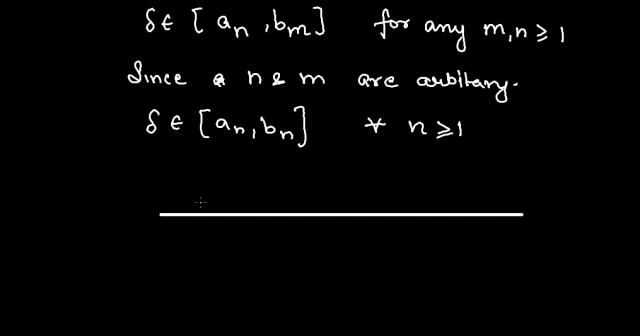 δ ∈ [ aₙ , bₘ ] for any m, n ⩾ 1
Since a n & m are arbitary.
δ ∈ [ aₙ, bₙ ] ∀ n ⩾ 1